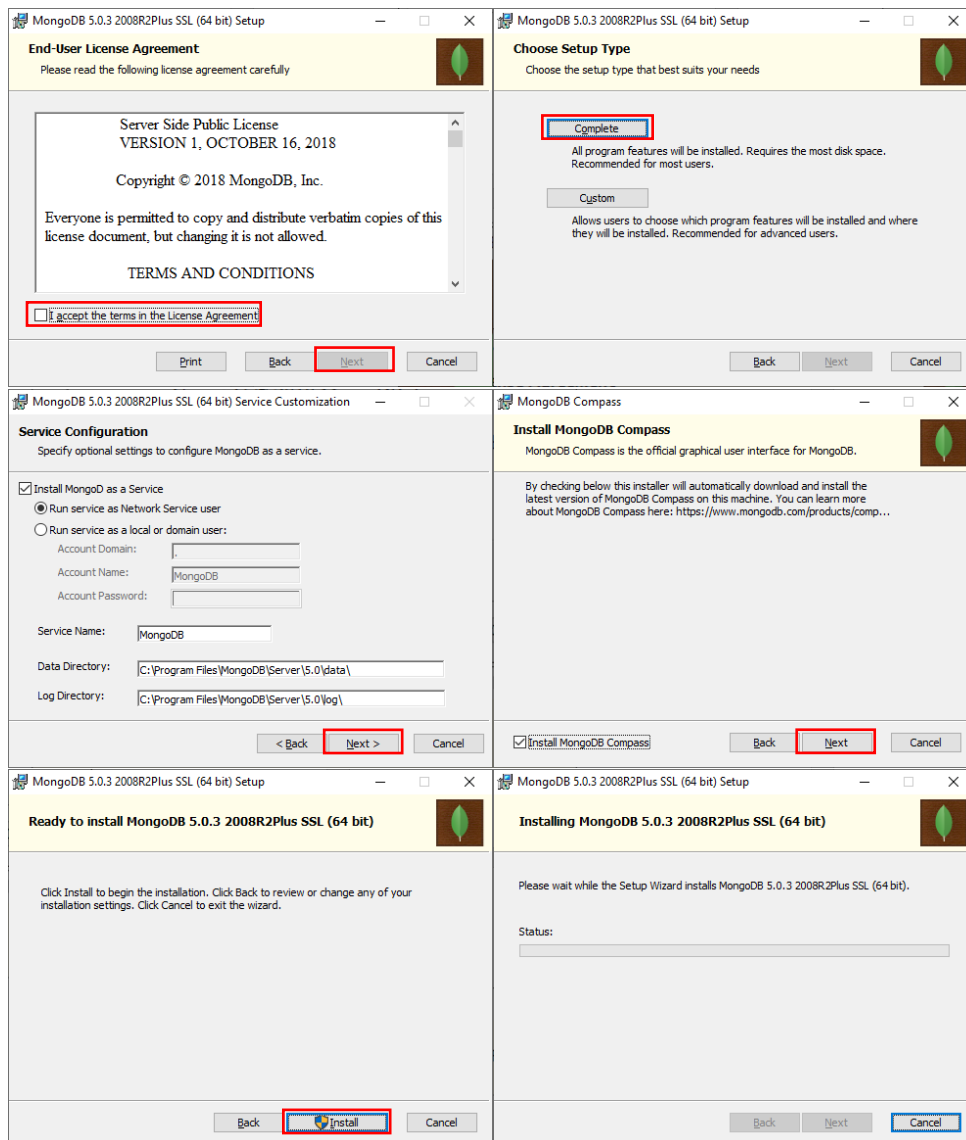 MongoDB 5.0.3 2008R2Plus SSL (64 bit) Setup
End-User License Agreement
Please read the following license agreement carefully
Server Side Public License
VERSION 1, OCTOBER 16, 2018
Copyright © 2018 MongoDB, Inc.
Everyone is permitted to copy and distribute verbatim copies of this
license document, but changing it is not allowed.
TERMS AND CONDITIONS
I accept the terms in the License Agreement
Print Back Next Cancel
MongoDB 5.0.3 2008R2Plus SSL (64 bit) Setup
Choose Setup Type
Choose the setup type that best suits your needs
Complete
All program features will be installed. Requires the most disk space.
Recommended for most users.
Custom
Allows users to choose which program features will be installed and where
they will be installed. Recommended for advanced users.
Back Next Cancel
MongoDB 5.0.3 2008R2Plus SSL (64 bit) Service Customization
Service Configuration
Specify optional settings to configure MongoDB as a service.
Install MongoD as a Service
Run service as Network Service user
Run service as a local or domain user:
Account Domain: .
Account Name: MongoDB
Account Password:
Service Name: MongoDB
Data Directory: C:\Program Files\MongoDB\Server\5.0\data\
Log Directory: C:\Program Files\MongoDB\Server\5.0\log\
< Back Next > Cancel
MongoDB Compass
Install MongoDB Compass
MongoDB Compass is the official graphical user interface for MongoDB.
By checking below this installer will automatically download and install the
latest version of MongoDB Compass on this machine. You can learn more
about MongoDB Compass here: https://www.mongodb.com/products/comp...
Install MongoDB Compass Back Next Cancel
MongoDB 5.0.3 2008R2Plus SSL (64 bit) Setup
Ready to install MongoDB 5.0.3 2008R2Plus SSL (64 bit)
Click Install to begin the installation. Click Back to review or change any of your
installation settings. Click Cancel to exit the wizard.
Back Install Cancel
MongoDB 5.0.3 2008R2Plus SSL (64 bit) Setup
Installing MongoDB 5.0.3 2008R2Plus SSL (64 bit)
Please wait while the Setup Wizard installs MongoDB 5.0.3 2008R2Plus SSL (64 bit).
Status:
Back Next Cancel